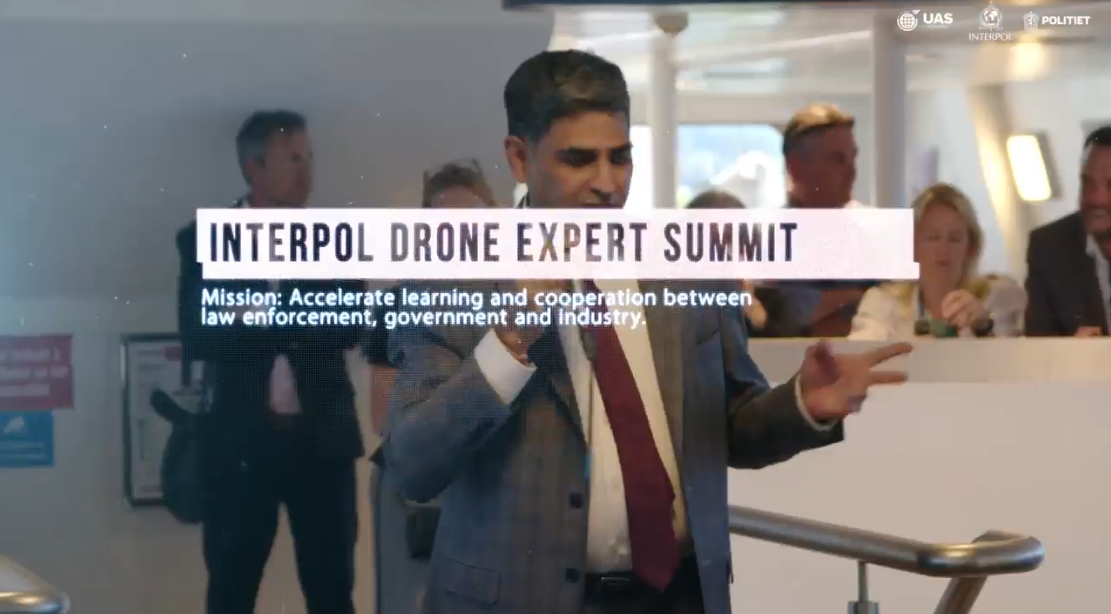 UAS
INTERPOL
POLITIET
INTERPOL DRONE EXPERT SUMMIT
Mission: Accelerate learning and cooperation between
law enforcement, government and industry.